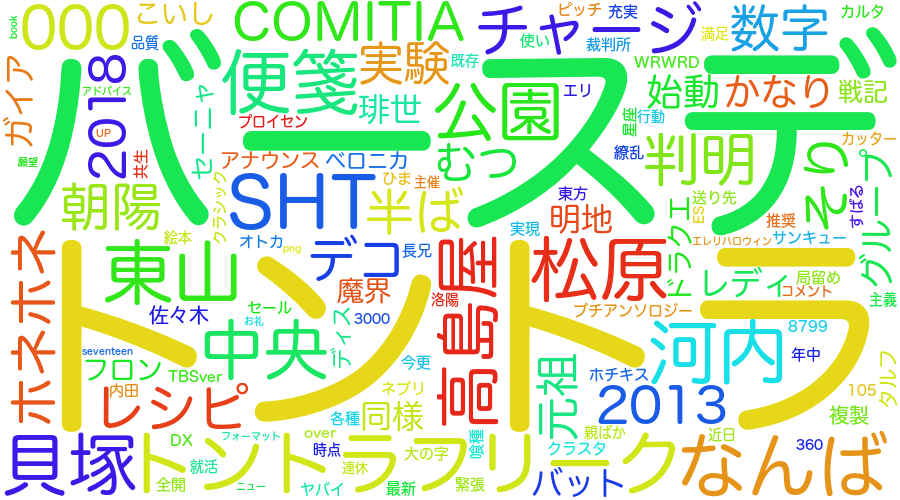 book
000
こいし
品質
アドバイス
COMITIA
チャージ
ピッチ
充実
カルタ
満足
数字
使い
裁判所
既存
WRWRD
バースデ
2018
UP
ガイア
セーニャ
便箋
実験
琲世
プロイセン
公園
エリ
始動
かなり
戦記
星座
行動
カッター
願望
共生
アナウンス
ベロニカ
むつ
繚乱
判明
そり
グループ
朝陽
クラシック
SHT
ひま
主催
半ば
東方
明地
送り先
ES
推奨
すばる
絵本
オトカ
png
デコ
長兄
実現
ドラクエ
エレリハロウィン
サンキュー
ホネホネ
東山
トントラ
魔界
高島屋
洛陽
松原
レディ
局留め
コメント
主義
佐々木
セール
お礼
3000
プチアンソロジー
seventeen
フロン
中央
ディス
今更
河内
8799
年中
TBSver
内田
ネブリ
元祖
ホチキス
タルフ
レシピ
各種
同様
2013
105
複製
DX
フォーマット
over
親ばか
近日
貝塚
トントラフリーク
就活
時点
大の字
喰種
クラスタ
360
なんば
全開
ニュー
連休
ヤバイ
最新
緊張
バット